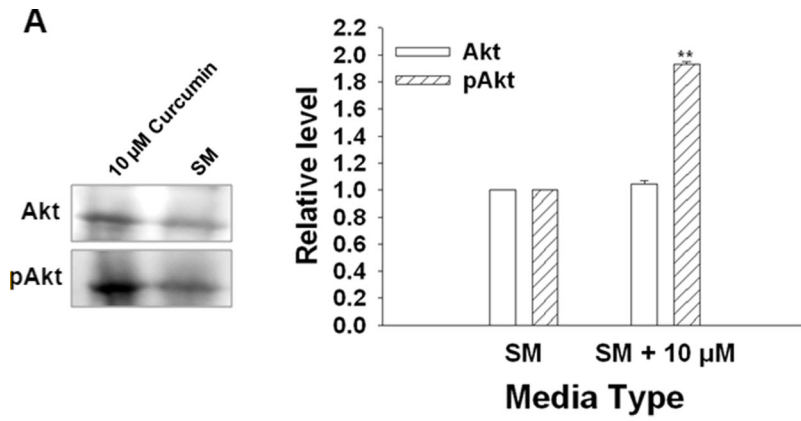 A
10 µM Curcumin
SM
Akt
pAkt
2.2
2.0
1.8
1.6
1.4
1.2
1.0
0.8
0.6
0.4
0.2
0.0
Relative level
Akt
pAkt
**
SM
SM + 10 µM
Media Type